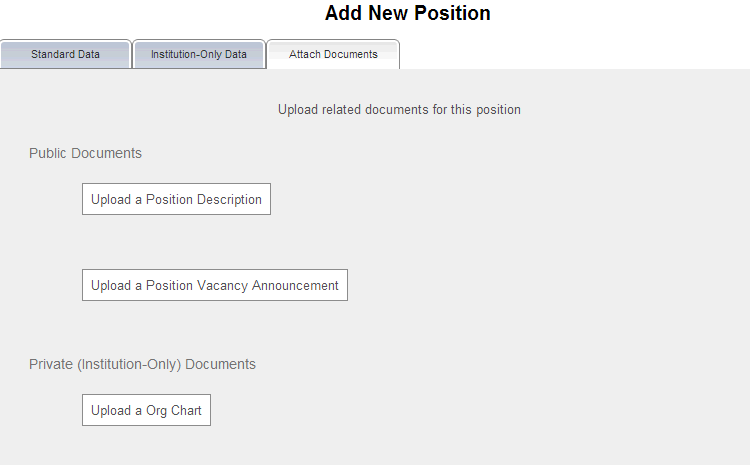 Add New Position
Standard Data
Institution-Only Data
Attach Documents
Upload related documents for this position
Public Documents
Upload a Position Description
Upload a Position Vacancy Announcement
Private (Institution-Only) Documents
Upload a Org Chart